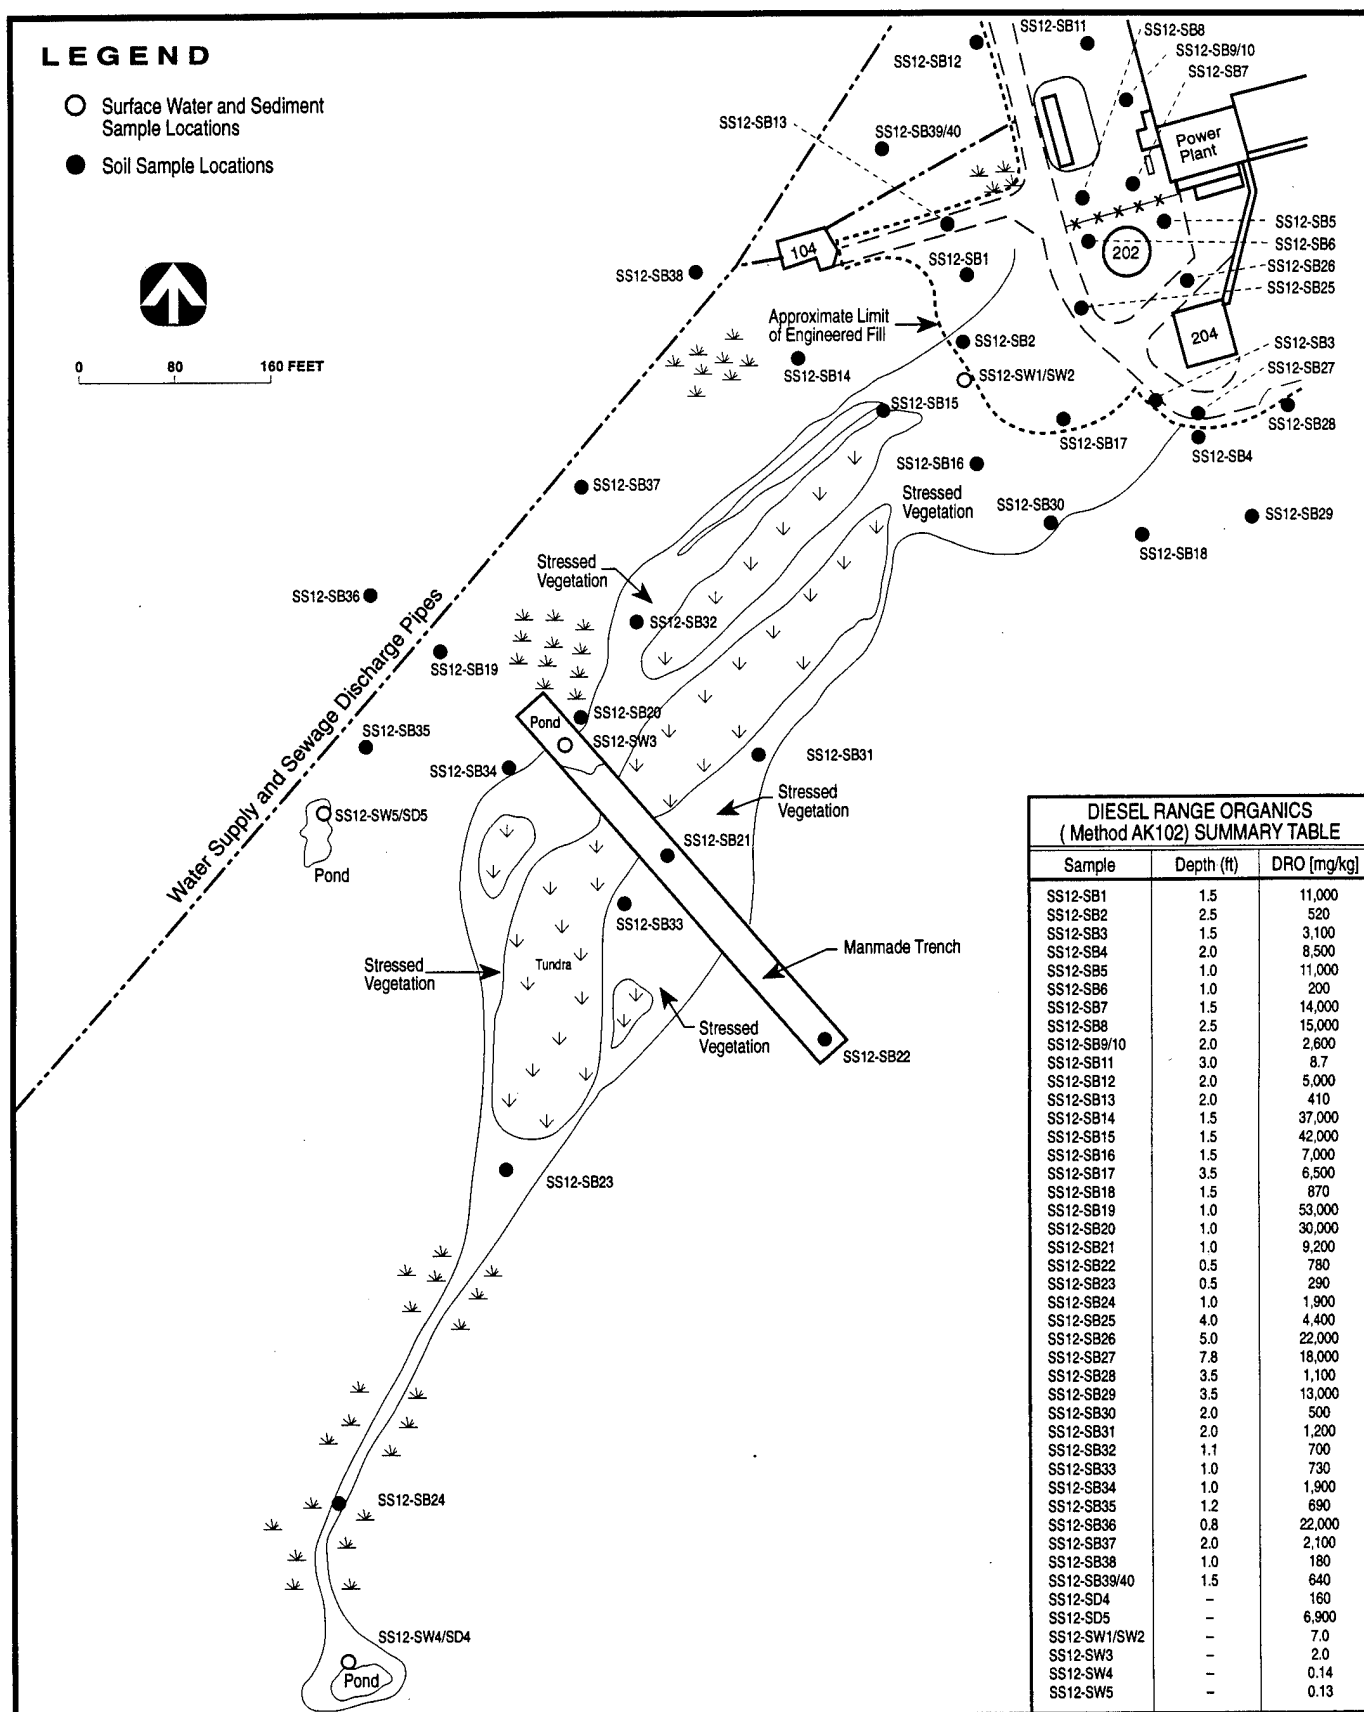 LEGEND
Surface Water and Sediment
Sample Locations
Soil Sample Locations
0 80 160 FEET
SS12-SB11
SS12-SB8
SS12-SB9/10
SS12-SB7
SS12-SB12
SS12-SB13
SS12-SB39/40
Power
Plant
104
SS12-SB5
SS12-SB6
202
SS12-SB26
SS12-SB25
SS12-SB38
SS12-SB1
Approximate Limit
of Engineered Fill
SS12-SB2
204
SS12-SB3
SS12-SB27
SS12-SB14
SS12-SW1/SW2
SS12-SB15
SS12-SB28
SS12-SB17
SS12-SB4
SS12-SB16
SS12-SB37
Stressed
Vegetation
SS12-SB30
SS12-SB29
SS12-SB18
Stressed
Vegetation
SS12-SB36
SS12-SB32
Water Supply and Sewage Discharge Pipes
SS12-SB19
SS12-SB20
Pond
SS12-SW3
SS12-SB35
SS12-SB34
SS12-SB31
Stressed
Vegetation
SS12-SW5/SD5
Pond
SS12-SB21
SS12-SB33
Manmade Trench
Stressed
Vegetation
Tundra
Stressed
Vegetation
SS12-SB22
SS12-SB23
SS12-SB24
SS12-SW4/SD4
Pond
DIESEL RANGE ORGANICS
( Method AK102) SUMMARY TABLE
Sample Depth (ft) DRO [mg/kg]
SS12-SB1 1.5 11,000
SS12-SB2 2.5 520
SS12-SB3 1.5 3,100
SS12-SB4 2.0 8,500
SS12-SB5 1.0 11,000
SS12-SB6 1.0 200
SS12-SB7 1.5 14,000
SS12-SB8 2.5 15,000
SS12-SB9/10 2.0 2,600
SS12-SB11 3.0 8.7
SS12-SB12 2.0 5,000
SS12-SB13 2.0 410
SS12-SB14 1.5 37,000
SS12-SB15 1.5 42,000
SS12-SB16 1.5 7,000
SS12-SB17 3.5 6,500
SS12-SB18 1.5 870
SS12-SB19 1.0 53,000
SS12-SB20 1.0 30,000
SS12-SB21 1.0 9,200
SS12-SB22 0.5 780
SS12-SB23 0.5 290
SS12-SB24 1.0 1,900
SS12-SB25 4.0 4,400
SS12-SB26 5.0 22,000
SS12-SB27 7.8 18,000
SS12-SB28 3.5 1,100
SS12-SB29 3.5 13,000
SS12-SB30 2.0 500
SS12-SB31 2.0 1,200
SS12-SB32 1.1 700
SS12-SB33 1.0 730
SS12-SB34 1.0 1,900
SS12-SB35 1.2 690
SS12-SB36 0.8 22,000
SS12-SB37 2.0 2,100
SS12-SB38 1.0 180
SS12-SB39/40 1.5 640
SS12-SD4 – 160
SS12-SD5 – 6,900
SS12-SW1/SW2 – 7.0
SS12-SW3 – 2.0
SS12-SW4 – 0.14
SS12-SW5 – 0.13